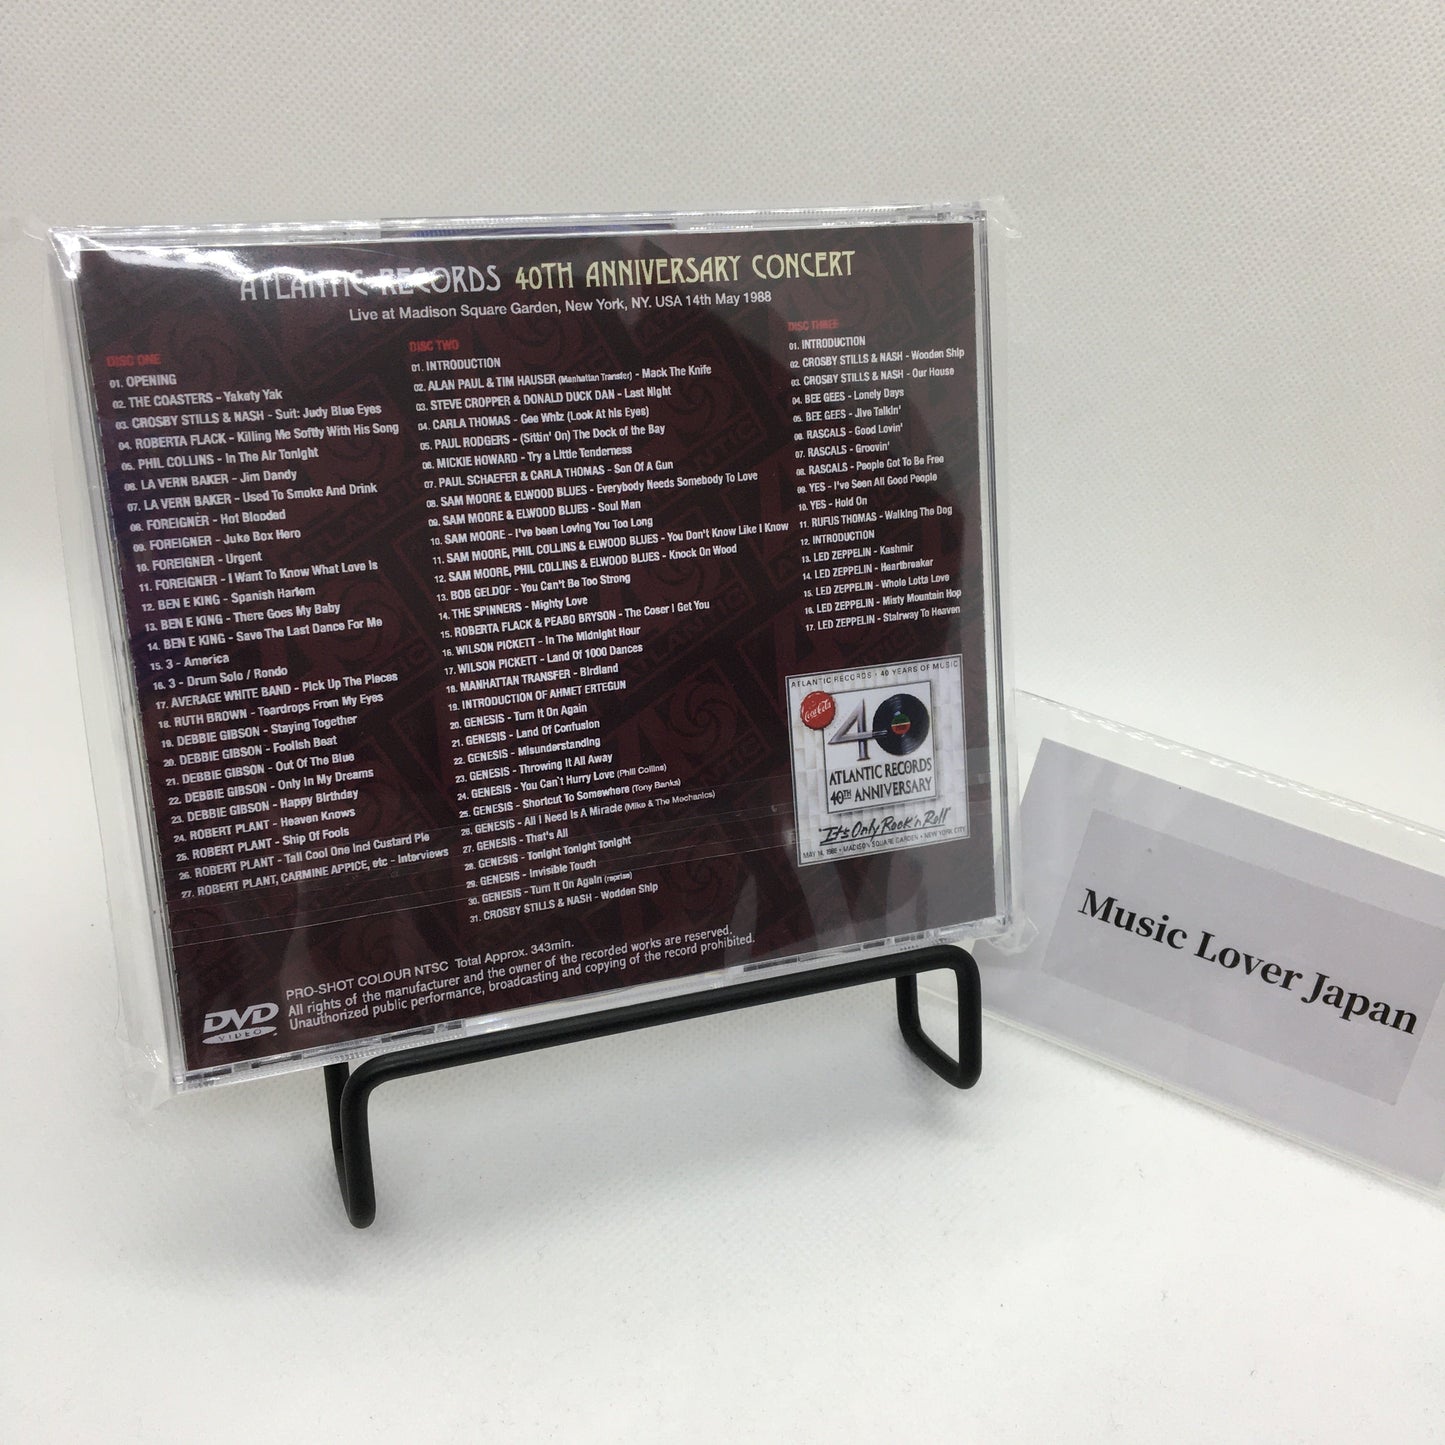 ATLANTIC RECORDS 40TH ANNIVERSARY CONCERT
Live at Madison Square Garden, New York, NY. USA 14th May 1988
DISC ONE
01. OPENING
02. THE COASTERS - Yakety Yak
03. CROSBY STILLS & NASH - Suit: Judy Blue Eyes
04. ROBERTA FLACK - Killing Me Softly With His Song
05. PHIL COLLINS - In The Air Tonight
06. LA VERN BAKER - Jim Dandy
07. LA VERN BAKER - Used To Smoke And Drink
08. FOREIGNER - Hot Blooded
09. FOREIGNER - Juke Box Hero
10. FOREIGNER - Urgent
11. FOREIGNER - I Want To Know What Love Is
12. BEN E KING - Spanish Harlem
13. BEN E KING - There Goes My Baby
14. BEN E KING - Save The Last Dance For Me
15. 3 - America
16. 3 - Drum Solo / Rondo
17. AVERAGE WHITE BAND - Pick Up The Pieces
18. RUTH BROWN - Teardrops From My Eyes
19. DEBBIE GIBSON - Staying Together
20. DEBBIE GIBSON - Foolish Beat
21. DEBBIE GIBSON - Out Of The Blue
22. DEBBIE GIBSON - Only In My Dreams
23. DEBBIE GIBSON - Happy Birthday
24. ROBERT PLANT - Heaven Knows
25. ROBERT PLANT - Ship Of Fools
26. ROBERT PLANT - Tall Cool One incl Custard Pie
27. ROBERT PLANT, CARMINE APPICE, etc - Interviews
DISC TWO
01. INTRODUCTION
02. ALAN PAUL & TIM HAUSER (Manhattan Transfer) - Mack The Knife
03. STEVE CROPPER & DONALD DUCK DAN - Last Night
04. CARLA THOMAS - Gee Whiz (Look At his Eyes)
05. PAUL RODGERS - (Sittin' On) The Dock of the Bay
06. MICKIE HOWARD - Try a Little Tenderness
07. PAUL SCHAEFER & CARLA THOMAS - Son Of A Gun
08. SAM MOORE & ELWOOD BLUES - Everybody Needs Somebody To Love
09. SAM MOORE & ELWOOD BLUES - Soul Man
10. SAM MOORE - I've been Loving You Too Long
11. SAM MOORE, PHIL COLLINS & ELWOOD BLUES - You Don't Know Like I Know
12. SAM MOORE, PHIL COLLINS & ELWOOD BLUES - Knock On Wood
13. BOB GELDOF - You Can't Be Too Strong
14. THE SPINNERS - Mighty Love
15. ROBERTA FLACK & PEABO BRYSON - The Coser I Get You
16. WILSON PICKETT - In The Midnight Hour
17. WILSON PICKETT - Land Of 1000 Dances
18. MANHATTAN TRANSFER - Birdland
19. INTRODUCTION OF AHMET ERTEGUN
20. GENESIS - Turn It On Again
21. GENESIS - Land Of Confusion
22. GENESIS - Misunderstanding
23. GENESIS - Throwing It All Away
24. GENESIS - You Can't Hurry Love (Phill Collins)
25. GENESIS - Shortcut To Somewhere (Tony Banks)
26. GENESIS - All I Need Is A Miracle (Mike & The Mechanics)
27. GENESIS - That's All
28. GENESIS - Tonight Tonight Tonight
29. GENESIS - Invisible Touch
30. GENESIS - Turn It On Again (reprise)
31. CROSBY STILLS & NASH - Wodden Ship
DISC THREE
01. INTRODUCTION
02. CROSBY STILLS & NASH - Wooden Ship
03. CROSBY STILLS & NASH - Our House
04. BEE GEES - Lonely Days
05. BEE GEES - Jive Talkin'
06. RASCALS - Good Lovin'
07. RASCALS - Groovin'
08. RASCALS - People Got To Be Free
09. YES - I've Seen All Good People
10. YES - Hold On
11. RUFUS THOMAS - Walking The Dog
12. INTRODUCTION
13. LED ZEPPELIN - Kashmir
14. LED ZEPPELIN - Heartbreaker
15. LED ZEPPELIN - Whole Lotta Love
16. LED ZEPPELIN - Misty Mountain Hop
17. LED ZEPPELIN - Stairway To Heaven
ATLANTIC RECORDS • 40 YEARS OF MUSIC
Coca-Cola
40
ATLANTIC RECORDS
40TH ANNIVERSARY
"It's Only Rock 'n Roll"
MAY 14, 1988 • MADISON SQUARE GARDEN • NEW YORK CITY
DVD
VIDEO
PRO-SHOT COLOUR NTSC Total Approx. 343min.
All rights of the manufacturer and the owner of the recorded works are reserved.
Unauthorized public performance, broadcasting and copying of the record prohibited.
Music Lover Japan